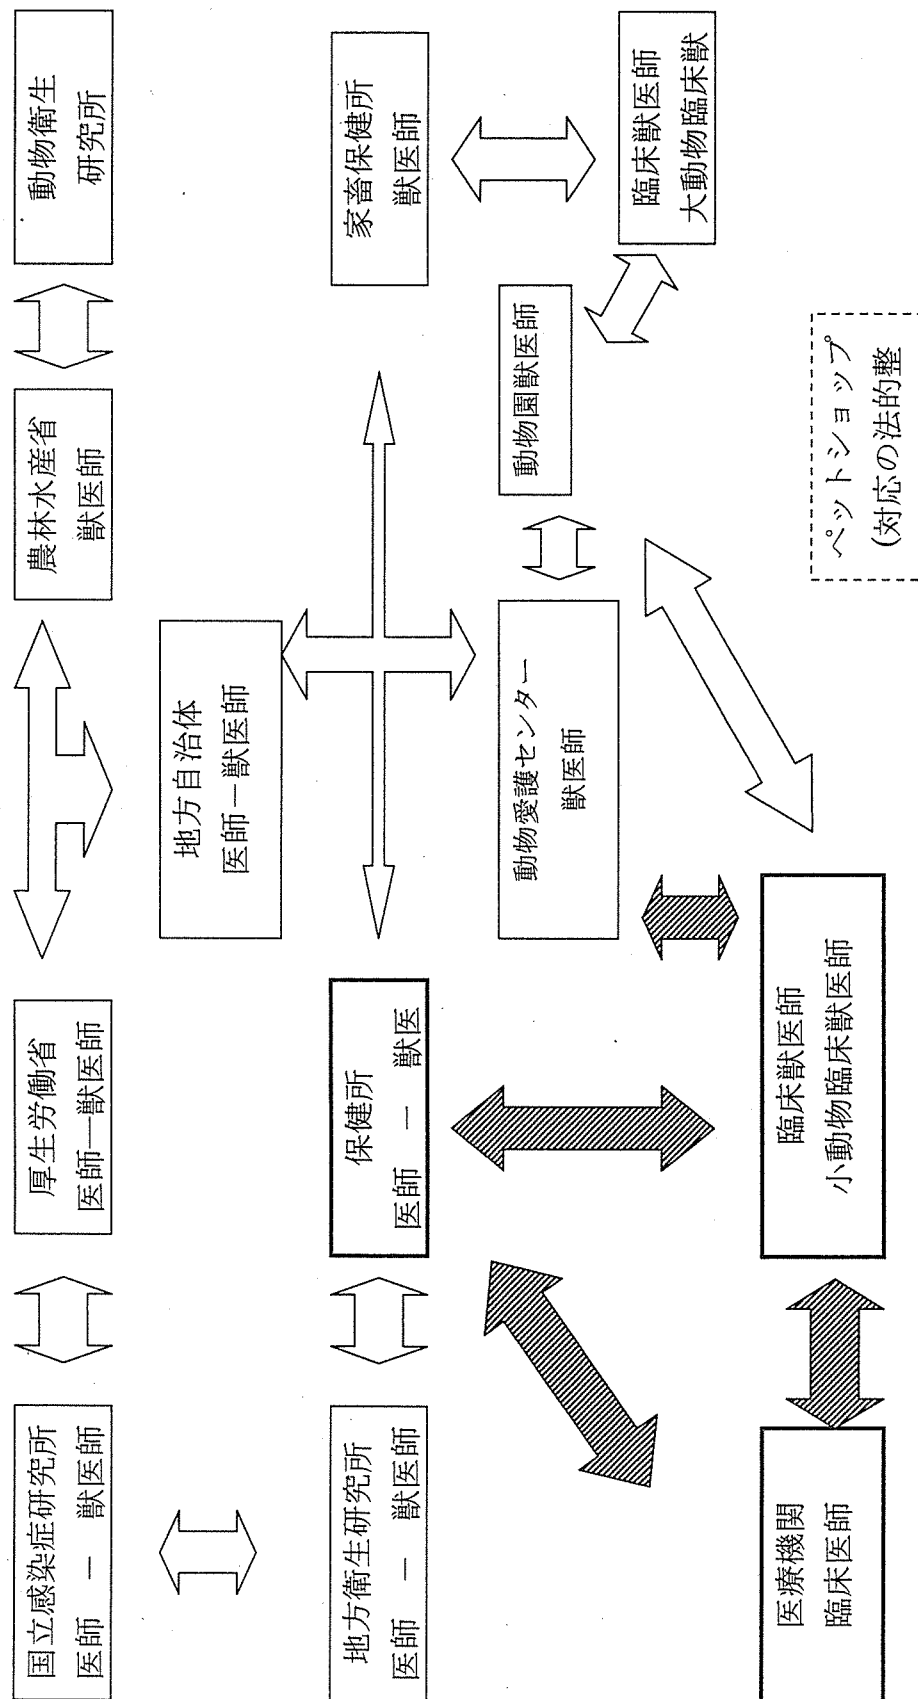 国立感染症研究所
医師 ― 獣医師
厚生労働省
医師―獣医師
農林水産省
獣医師
動物衛生
研究所
地方自治体
医師－獣医師
地方衛生研究所
医師 ― 獣医師
保健所
医師 ― 獣医
家畜保健所
獣医師
動物愛護センター
獣医師
動物園獣医師
臨床獣医師
大動物臨床獣
医療機関
臨床医師
臨床獣医師
小動物臨床獣医師
ペットショップ
(対応の法的整